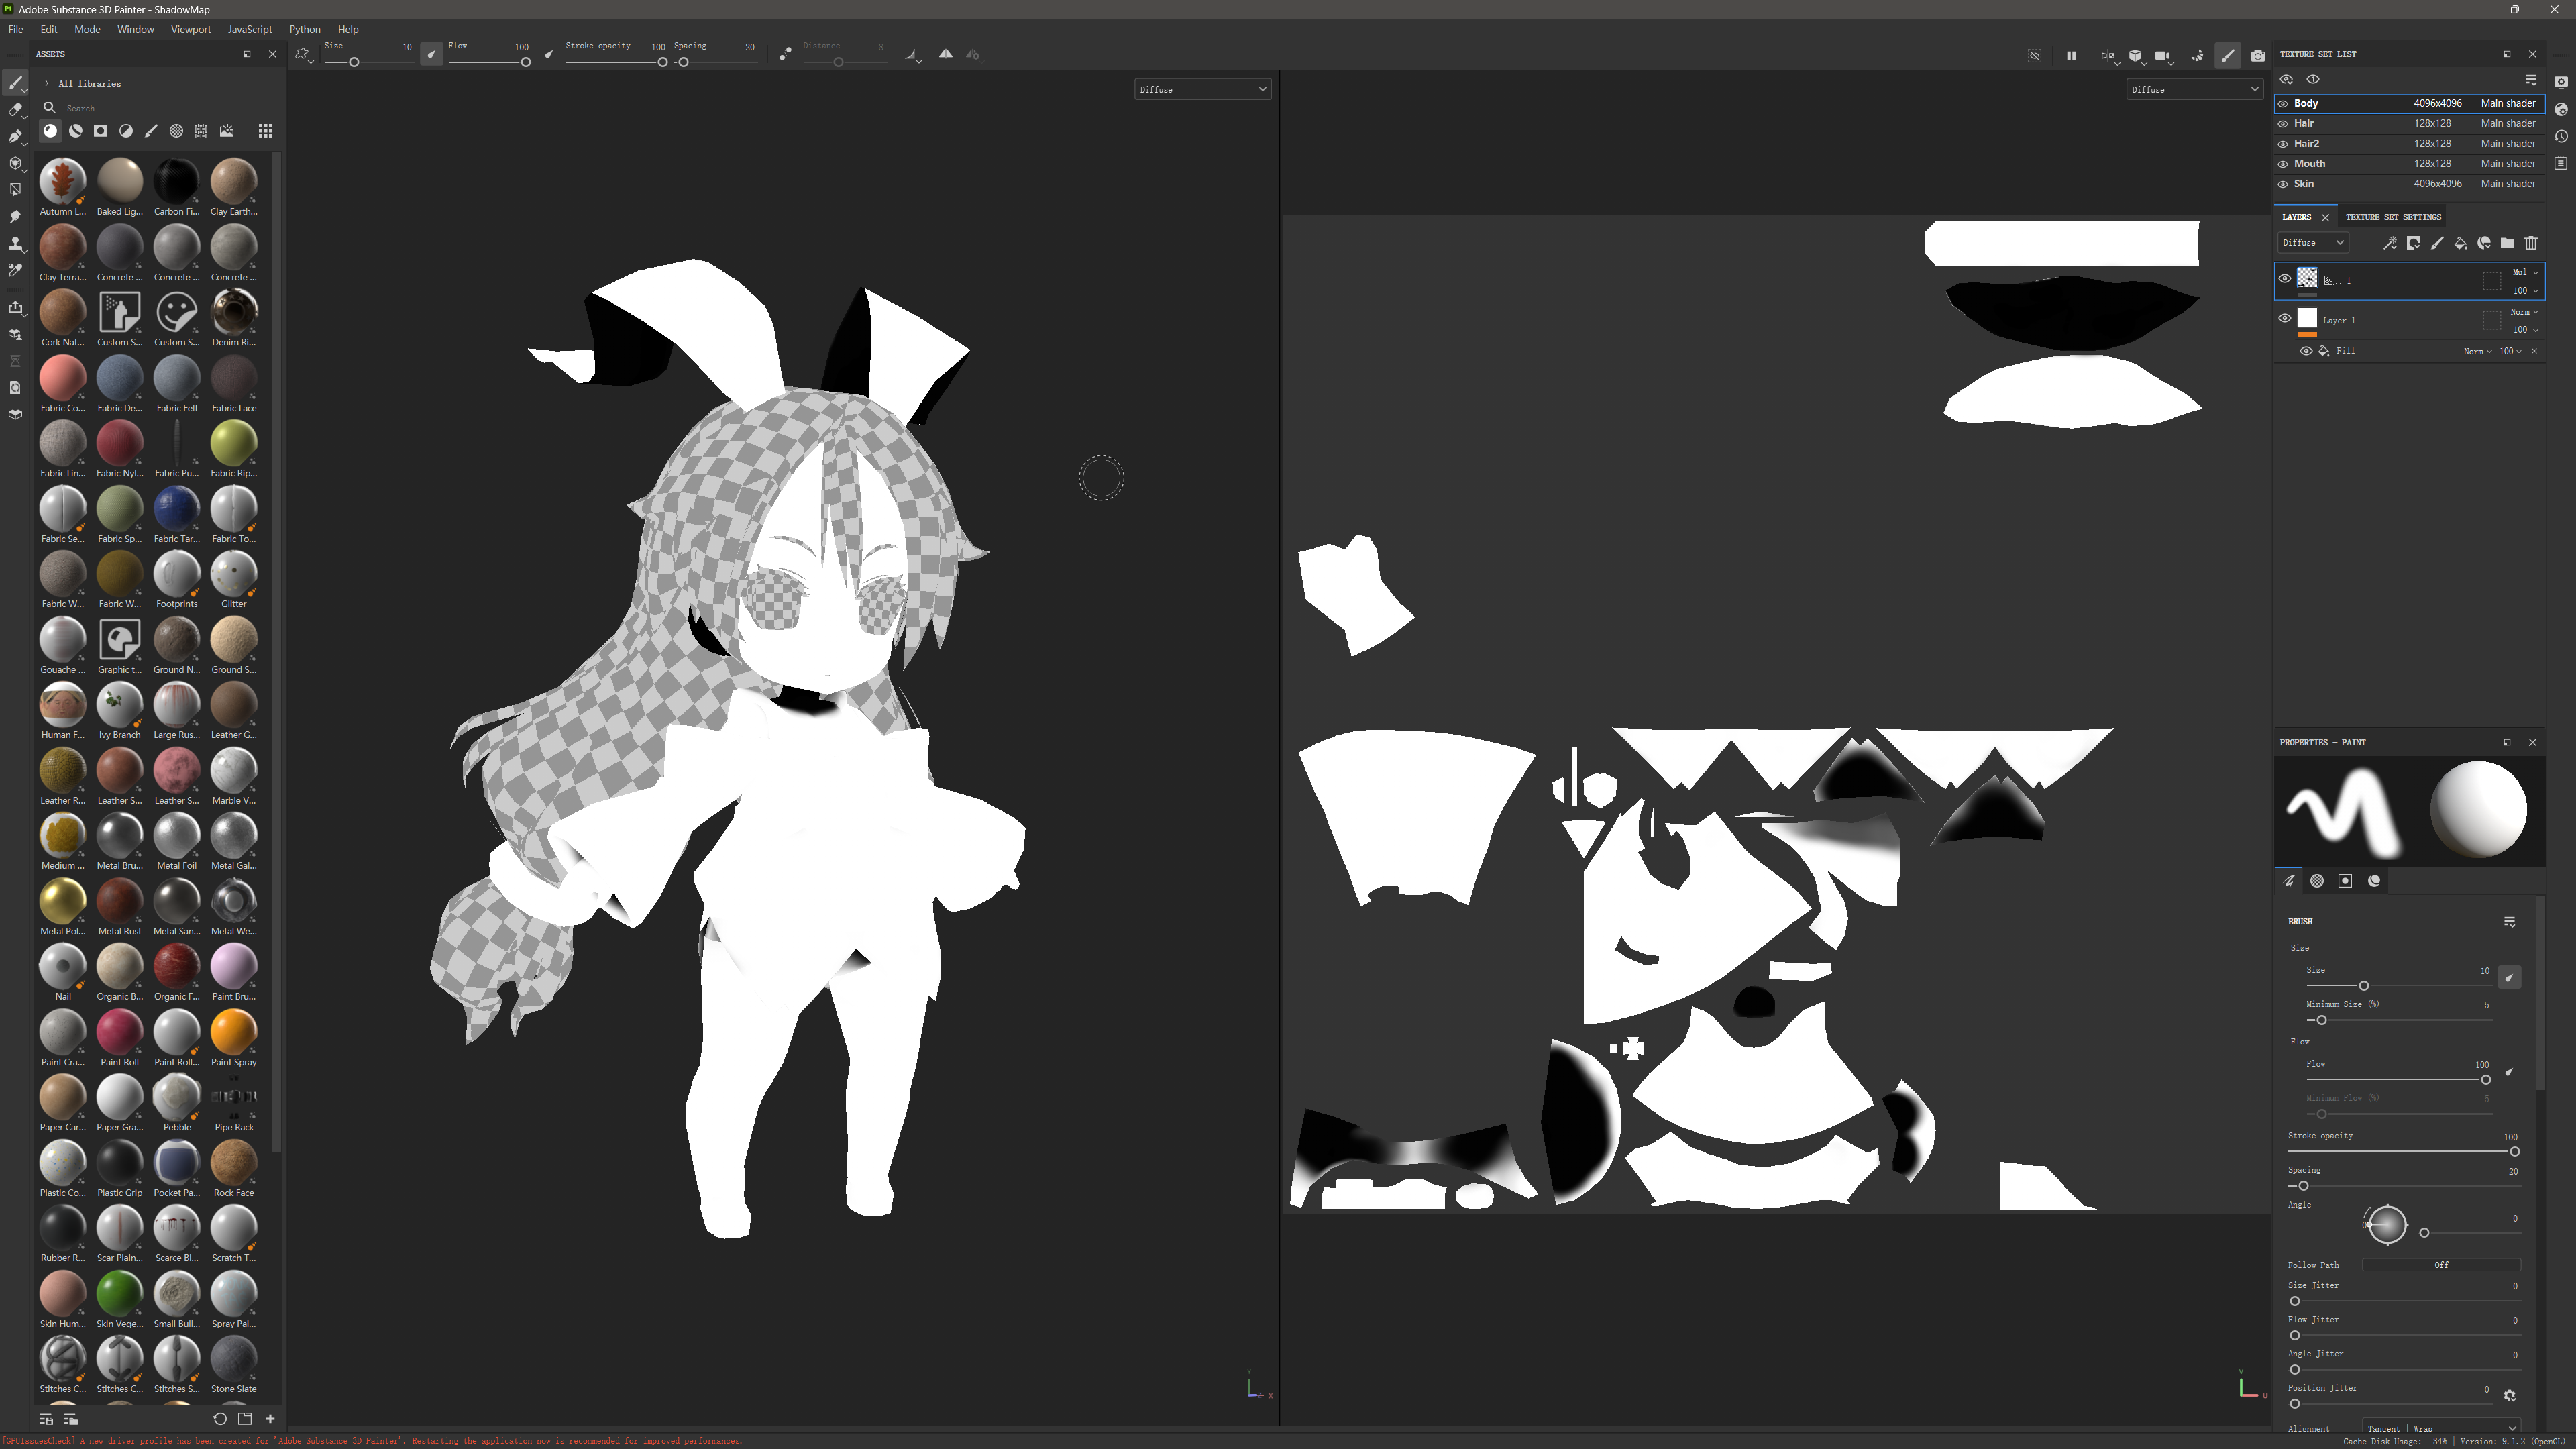 Adobe Substance 3D Painter - ShadowMap
File Edit Mode Window Viewport JavaScript Python Help
ASSETS
Size 10 Flow 100 Stroke opacity 100 Spacing 20 Distance 5
All libraries
Search
Autumn L... Baked Lig... Carbon Fi... Clay Earth...
Clay Terra... Concrete ... Concrete ... Concrete ...
Cork Nat... Custom S... Custom S... Denim Ri...
Fabric Co... Fabric De... Fabric Felt Fabric Lace
Fabric Lin... Fabric Nyl... Fabric Pu... Fabric Rip...
Fabric Se... Fabric Sp... Fabric Tar... Fabric To...
Fabric W... Fabric W... Footprints Glitter
Gouache ... Graphic t... Ground N... Ground S...
Human F... Ivy Branch Large Rus... Leather G...
Leather R... Leather S... Leather S... Marble V...
Medium ... Metal Bru... Metal Foil Metal Gal...
Metal Pol... Metal Rust Metal San... Metal We...
Nail Organic B... Organic F... Paint Bru...
Paint Cra... Paint Roll Paint Roll... Paint Spray
Paper Car... Paper Gra... Pebble Pipe Rack
Plastic Co... Plastic Grip Pocket Pa... Rock Face
Rubber R... Scar Plain... Scarce Bl... Scratch T...
Skin Hum... Skin Vege... Small Bull... Spray Pai...
Stitches C... Stitches C... Stitches S... Stone Slate
Diffuse
Diffuse
Y
X
V
U
TEXTURE SET LIST
Body 4096x4096 Main shader
Hair 128x128 Main shader
Hair2 128x128 Main shader
Mouth 128x128 Main shader
Skin 4096x4096 Main shader
LAYERS TEXTURE SET SETTINGS
Diffuse
图层 1 Mul 100
Layer 1 Norm 100
Fill Norm 100
PROPERTIES - PAINT
BRUSH
Size
Size 10
Minimum Size (%) 5
Flow
Flow 100
Minimum Flow (%) 5
Stroke opacity 100
Spacing 20
Angle 0 0
Follow Path Off
Size Jitter 0
Flow Jitter 0
Angle Jitter 0
Position Jitter 0
Alignment Tangent | Wrap
[GPUIssuesCheck] A new driver profile has been created for 'Adobe Substance 3D Painter'. Restarting the application now is recommended for improved performances.
Cache Disk Usage: 34% | Version: 9.1.2 (OpenGL)